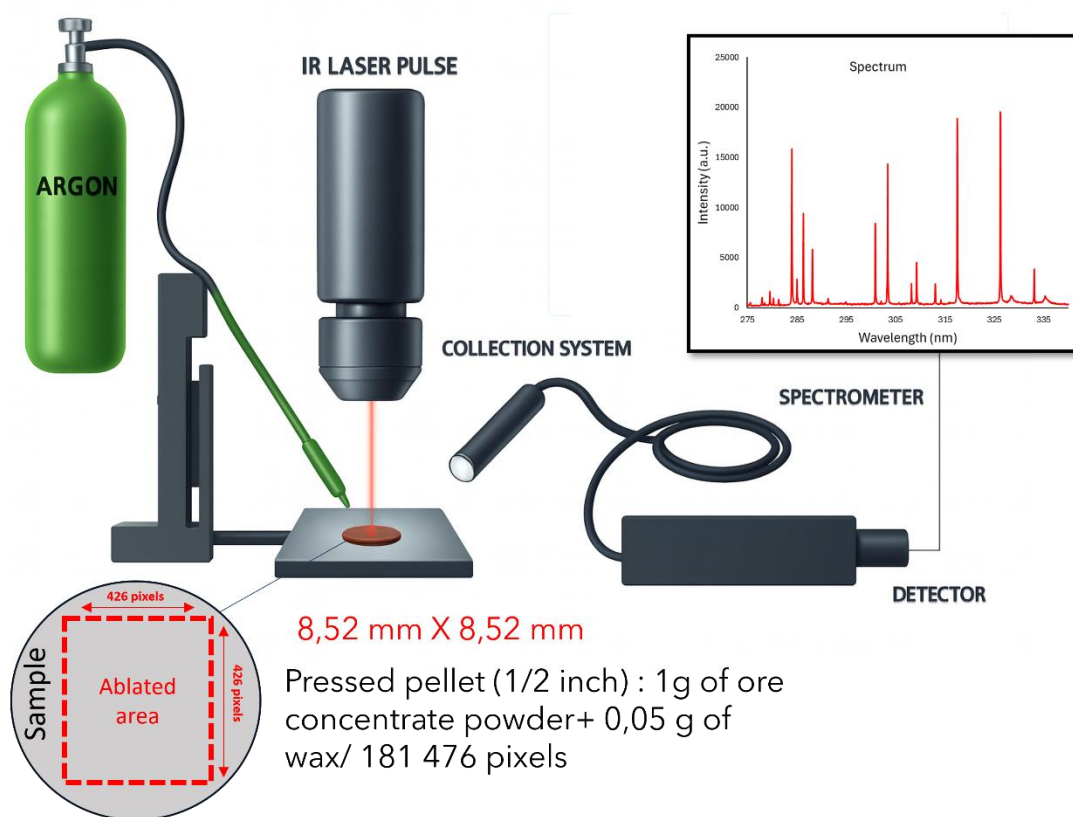 ARGON
IR LASER PULSE
COLLECTION SYSTEM
SPECTROMETER
DETECTOR
Spectrum
Intensity (a.u.)
25000
20000
15000
10000
5000
0
275 285 295 305 315 325 335
Wavelength (nm)
Sample
426 pixels
426 pixels
Ablated
area
8,52 mm X 8,52 mm
Pressed pellet (1/2 inch) : 1g of ore
concentrate powder+ 0,05 g of
wax/ 181 476 pixels